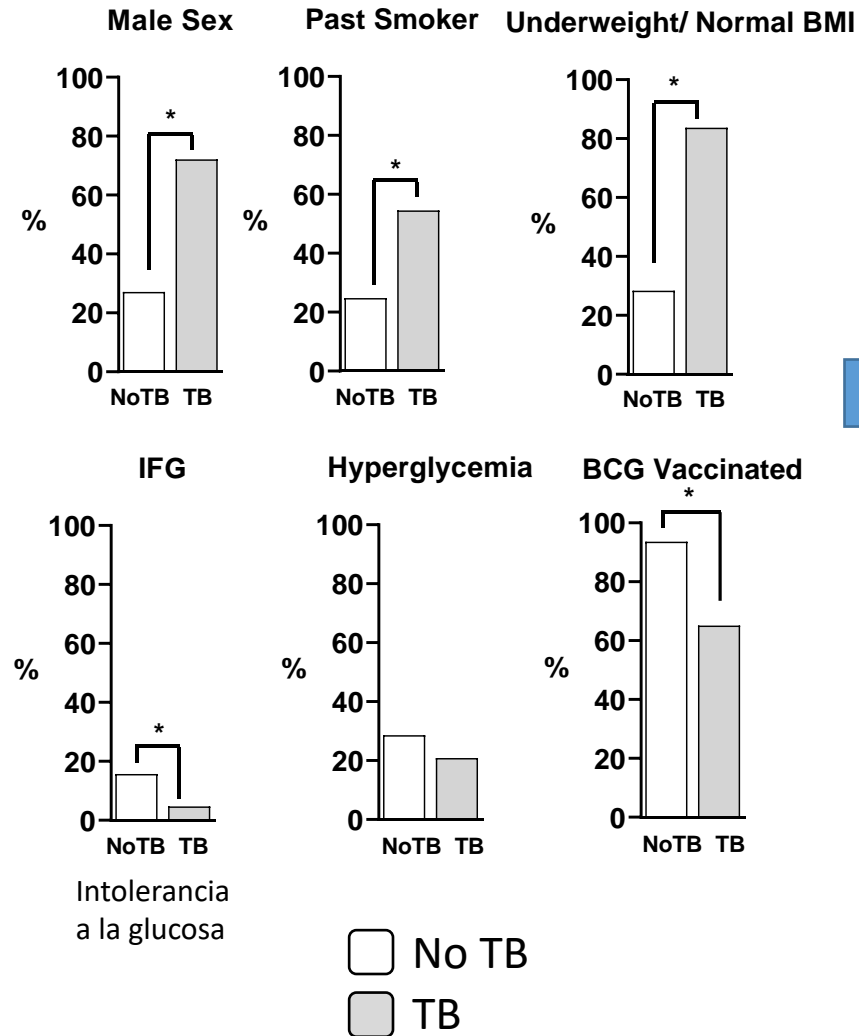 Male Sex
Past Smoker
Underweight/ Normal BMI
100
80
60
40
20
0
%
*
NoTB TB
100
80
60
40
20
0
%
*
NoTB TB
100
80
60
40
20
0
%
*
NoTB TB
IFG
Hyperglycemia
BCG Vaccinated
100
80
60
40
20
0
%
*
NoTB TB
Intolerancia
a la glucosa
100
80
60
40
20
0
%
NoTB TB
100
80
60
40
20
0
%
*
NoTB TB
No TB
TB